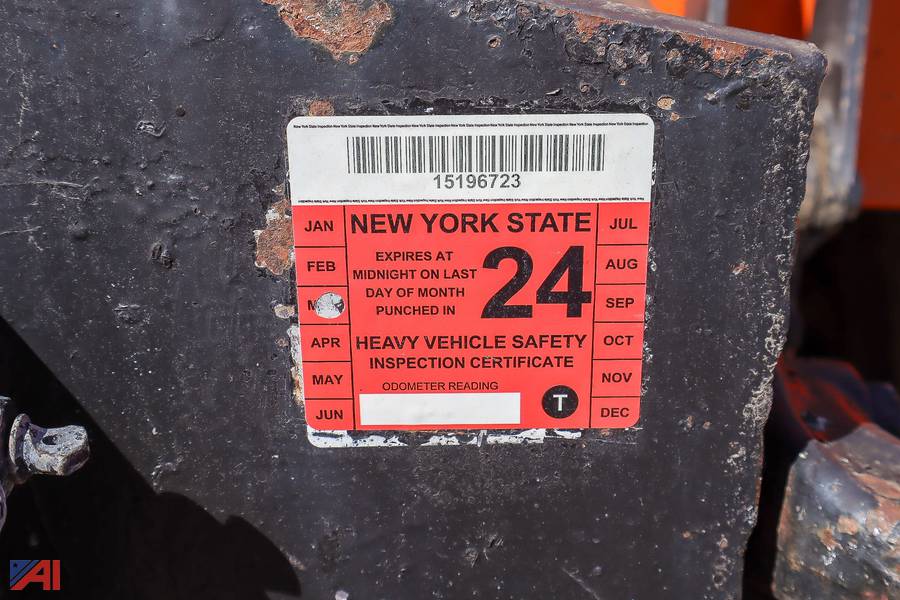 New York State Inspection New York State Inspection New York State Inspection New York State Inspection New York State Inspection New York State Inspection
15196723
NEW YORK STATE
EXPIRES AT
MIDNIGHT ON LAST
DAY OF MONTH
PUNCHED IN
24
HEAVY VEHICLE SAFETY
INSPECTION CERTIFICATE
ODOMETER READING
T
JAN
FEB
M
APR
MAY
JUN
JUL
AUG
SEP
OCT
NOV
DEC
AI